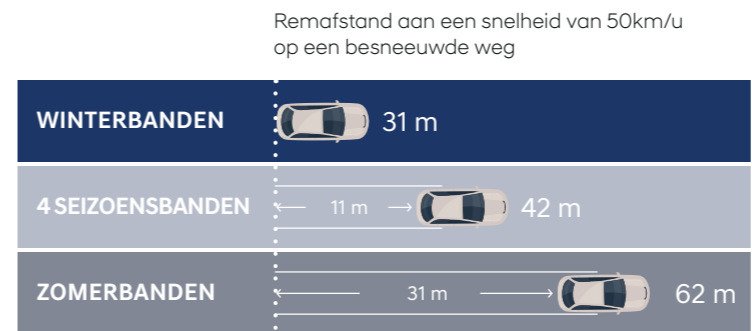 Remafstand aan een snelheid van 50km/u
op een besneeuwde weg
WINTERBANDEN 31 m
4 SEIZOENSBANDEN 11 m 42 m
ZOMERBANDEN 31 m 62 m